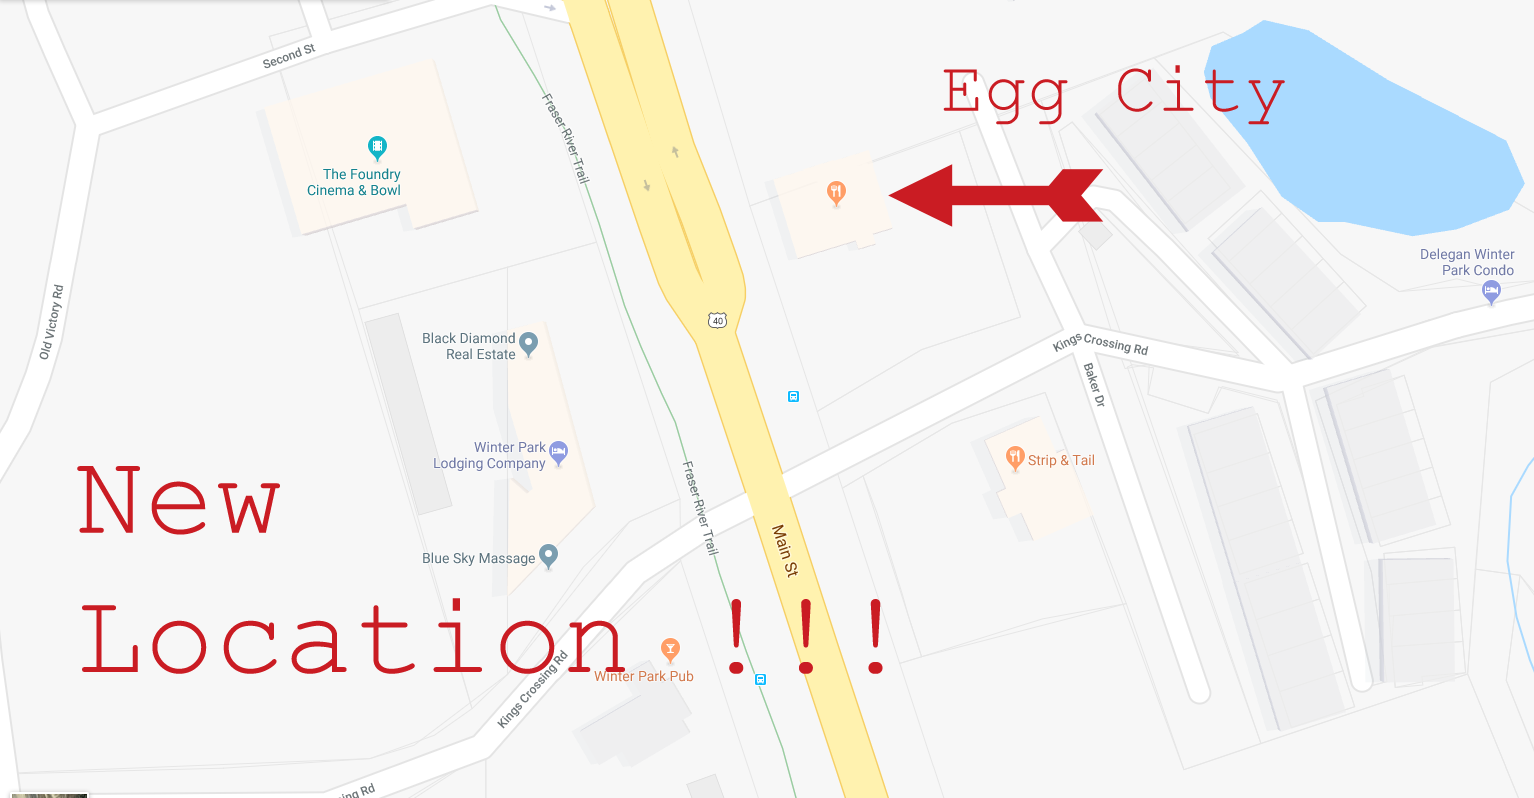 Second St
Egg City
Fraser River Trail
The Foundry
Cinema & Bowl
Delegan Winter
Park Condo
Old Victory Rd
40
Black Diamond
Real Estate
Kings Crossing Rd
Baker Dr
Winter Park
Lodging Company
Strip & Tail
New
Fraser River Trail
Main St
Blue Sky Massage
Location !!!
Winter Park Pub
Kings Crossing Rd
ing Rd